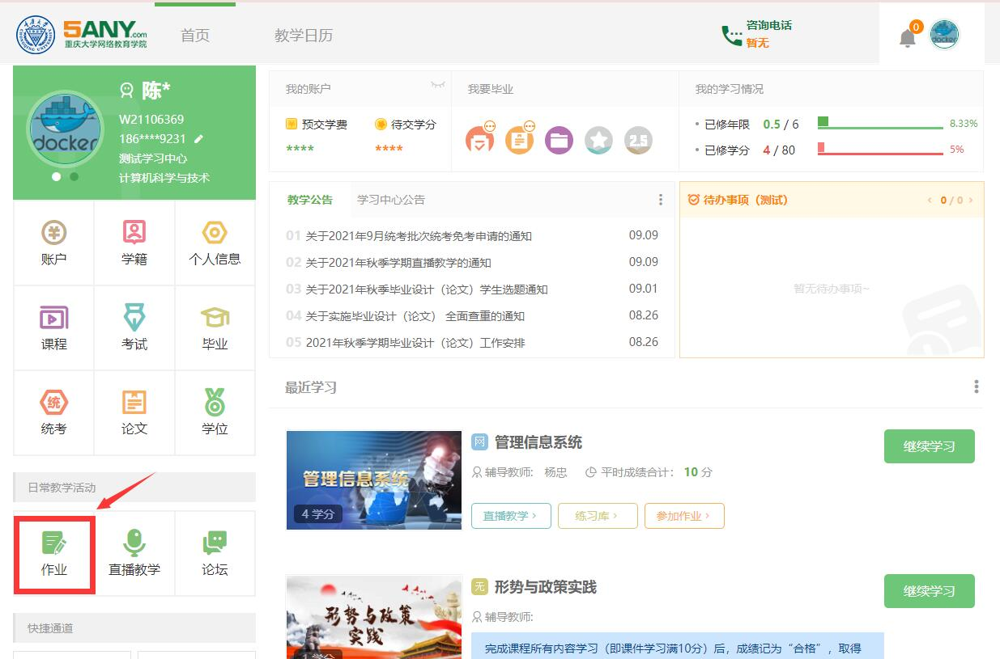 5ANY.com
重庆大学网络教育学院
首页
教学日历
咨询电话
暂无
0
陈*
W21106369
186****9231
测试学习中心
计算机科学与技术
docker
账户
学籍
个人信息
课程
考试
毕业
统
统考
论文
学位
日常教学活动
作业
直播教学
论坛
快捷通道
我的账户
预交学费
待交学分
****
****
我要毕业
2.5
我的学习情况
已修年限 0.5 / 6 8.33%
已修学分 4 / 80 5%
教学公告
学习中心公告
01 关于2021年9月统考批次统考免考申请的通知 09.09
02 关于2021年秋季学期直播教学的通知 09.09
03 关于2021年秋季毕业设计（论文）学生选题通知 09.01
04 关于实施毕业设计（论文） 全面查重的通知 08.26
05 2021年秋季学期毕业设计（论文）工作安排 08.26
待办事项（测试）
‹ 0 / 0 ›
暂无待办事项~
最近学习
管理信息系统
4 学分
网 管理信息系统
辅导教师: 杨忠 平时成绩合计: 10 分
直播教学 ›
练习库 ›
参加作业 ›
继续学习
形势与政策
实践
无 形势与政策实践
辅导教师:
完成课程所有内容学习（即课件学习满10分）后，成绩记为“合格”，取得
继续学习